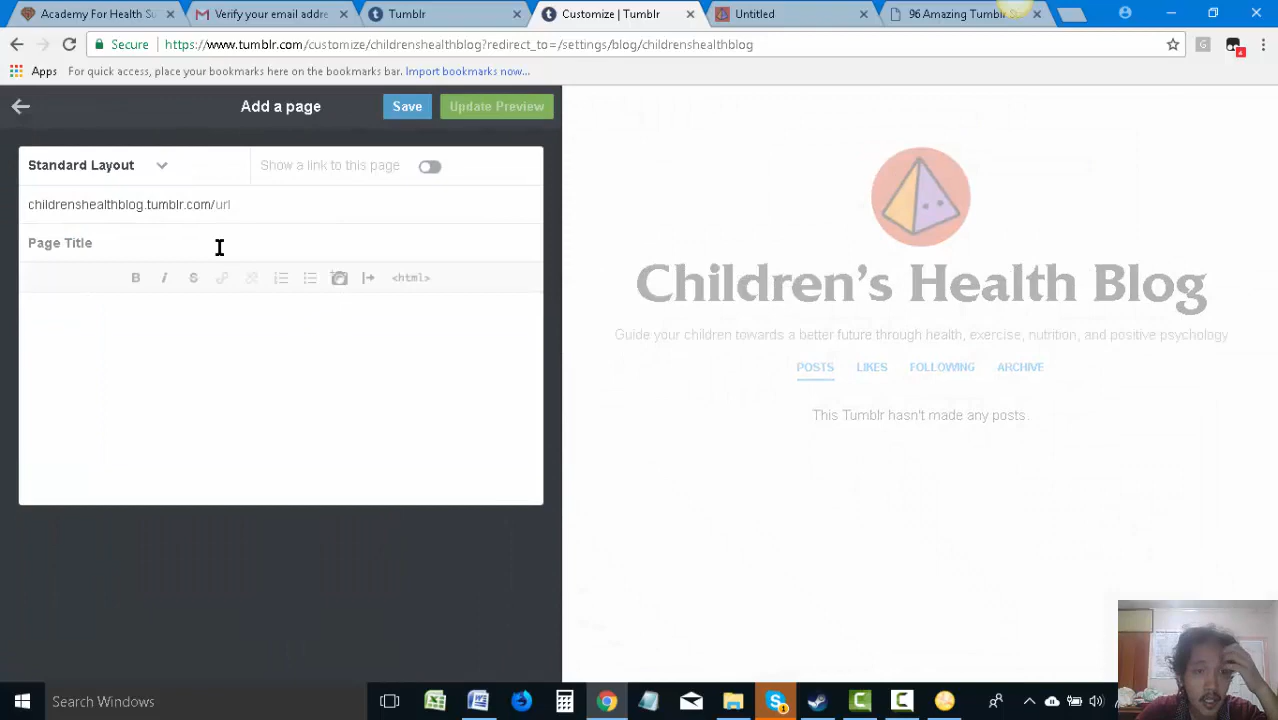 Academy For Health S
Verify your email addre
Tumblr
Customize | Tumblr
Untitled
96 Amazing Tumblr
Secure
https://www.tumblr.com/customize/childrenshealthblog?redirect_to=/settings/blog/childrenshealthblog
Apps
For quick access, place your bookmarks here on the bookmarks bar. Import bookmarks now...
Add a page
Save
Update Preview
Standard Layout
Show a link to this page
childrenshealthblog.tumblr.com/url
Page Title
B I S <html>
Children's Health Blog
Guide your children towards a better future through health, exercise, nutrition, and positive psychology
POSTS LIKES FOLLOWING ARCHIVE
This Tumblr hasn't made any posts.
Search Windows